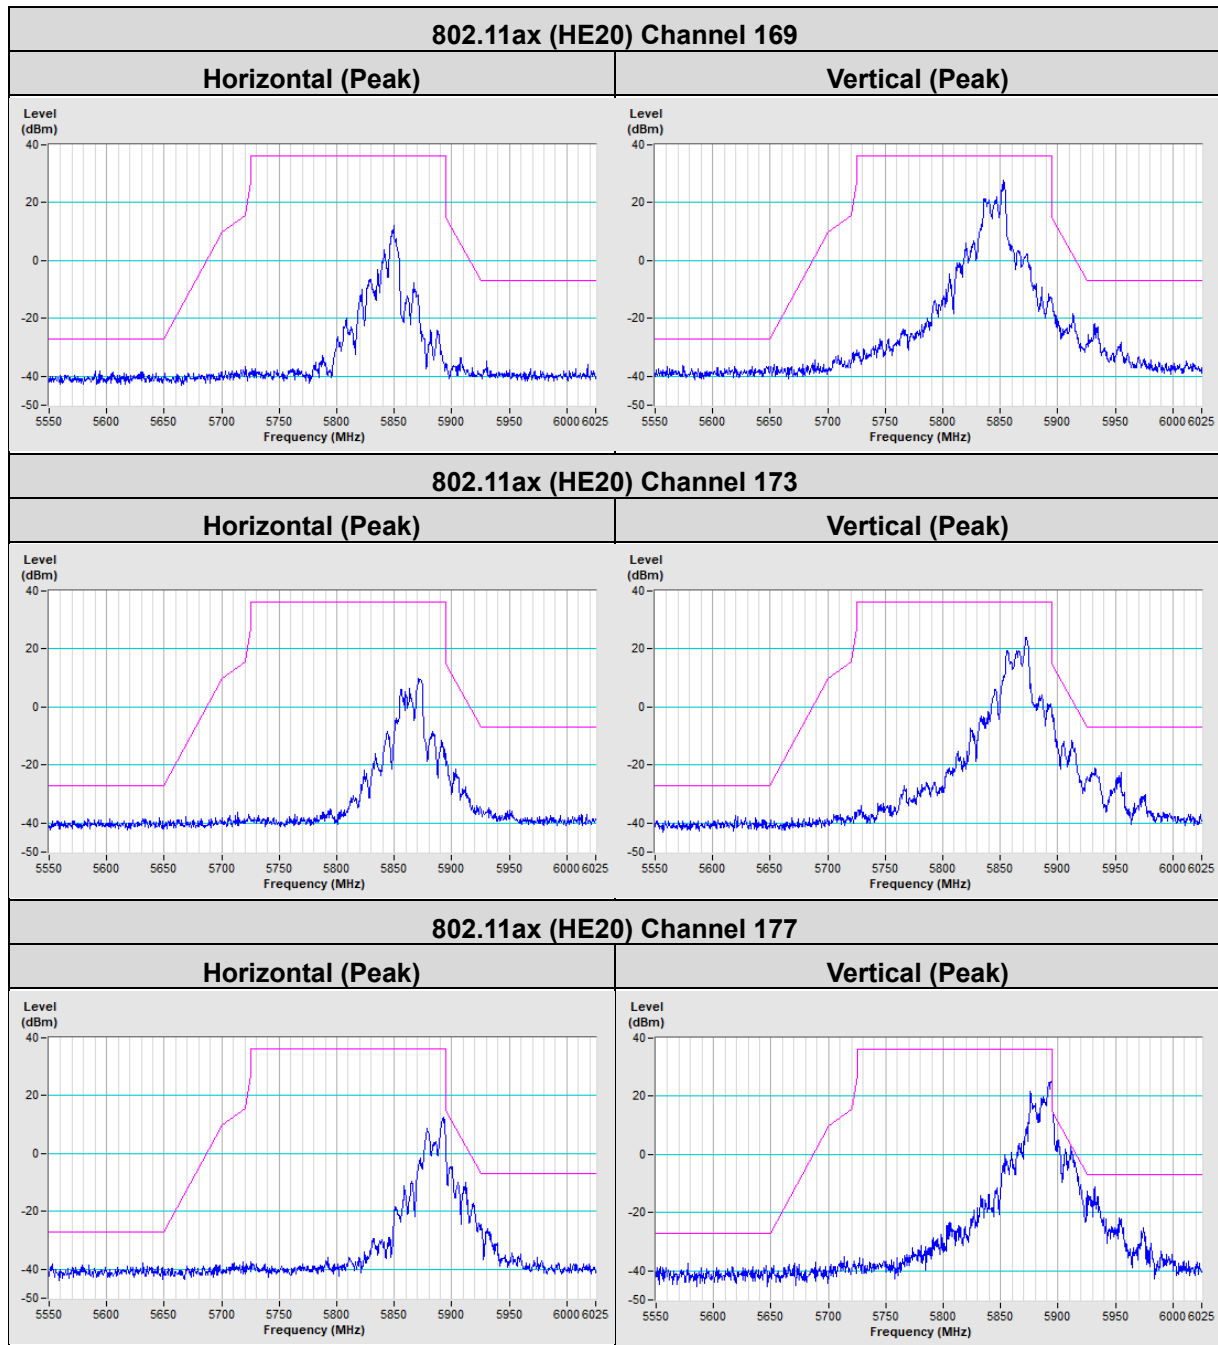 802.11ax (HE20) Channel 169
Horizontal (Peak) Vertical (Peak)
Level
(dBm)
40
20
0
-20
-40
-50
5550 5600 5650 5700 5750 5800 5850 5900 5950 6000 6025
Frequency (MHz)
Level
(dBm)
40
20
0
-20
-40
-50
5550 5600 5650 5700 5750 5800 5850 5900 5950 6000 6025
Frequency (MHz)
802.11ax (HE20) Channel 173
Horizontal (Peak) Vertical (Peak)
Level
(dBm)
40
20
0
-20
-40
-50
5550 5600 5650 5700 5750 5800 5850 5900 5950 6000 6025
Frequency (MHz)
Level
(dBm)
40
20
0
-20
-40
-50
5550 5600 5650 5700 5750 5800 5850 5900 5950 6000 6025
Frequency (MHz)
802.11ax (HE20) Channel 177
Horizontal (Peak) Vertical (Peak)
Level
(dBm)
40
20
0
-20
-40
-50
5550 5600 5650 5700 5750 5800 5850 5900 5950 6000 6025
Frequency (MHz)
Level
(dBm)
40
20
0
-20
-40
-50
5550 5600 5650 5700 5750 5800 5850 5900 5950 6000 6025
Frequency (MHz)